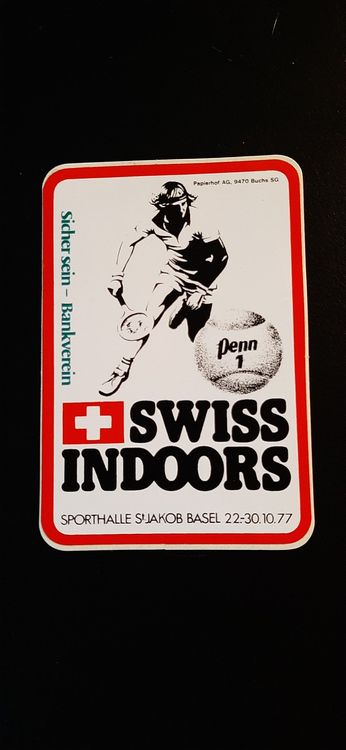 Papierhof AG, 9470 Buchs SG
Sicher sein – Bankverein
Penn
1
SWISS
INDOORS
SPORTHALLE St.JAKOB BASEL 22.-30.10.77